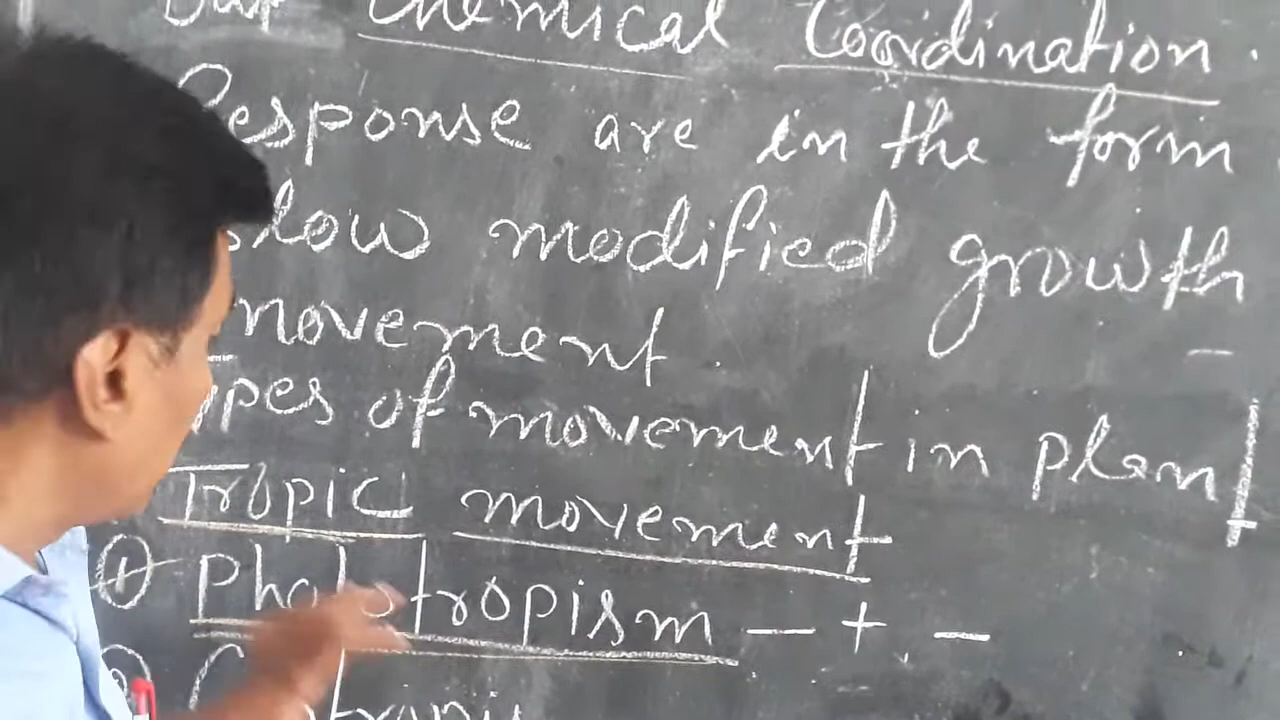 Chemical Coordination.
Response are in the form
slow modified growth
movement.
Types of movement in plant
Tropic movement
① Phototropism — + , —
②